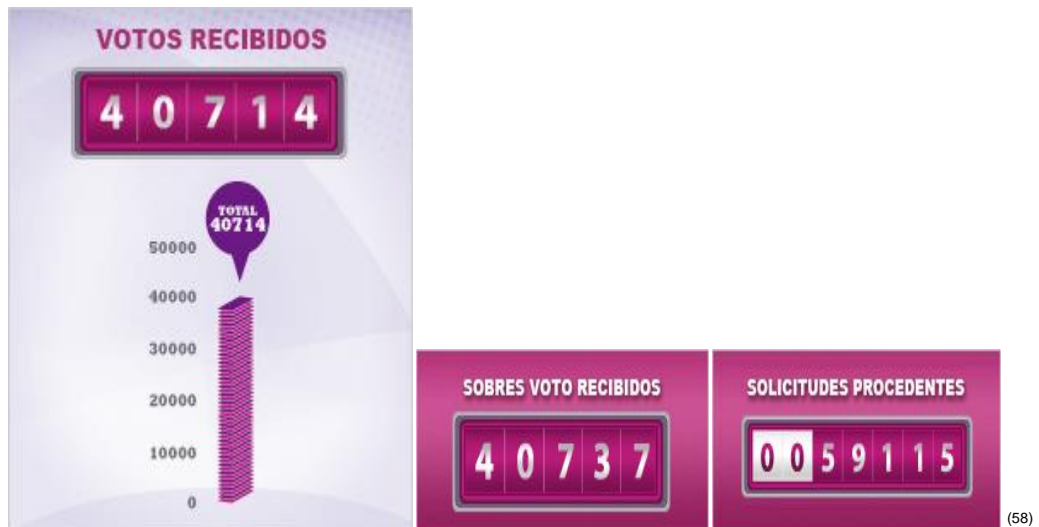 VOTOS RECIBIDOS
4 0 7 1 4
TOTAL
40714
50000
40000
30000
20000
10000
0
SOBRES VOTO RECIBIDOS
4 0 7 3 7
SOLICITUDES PROCEDENTES
0 0 5 9 1 1 5
(58)